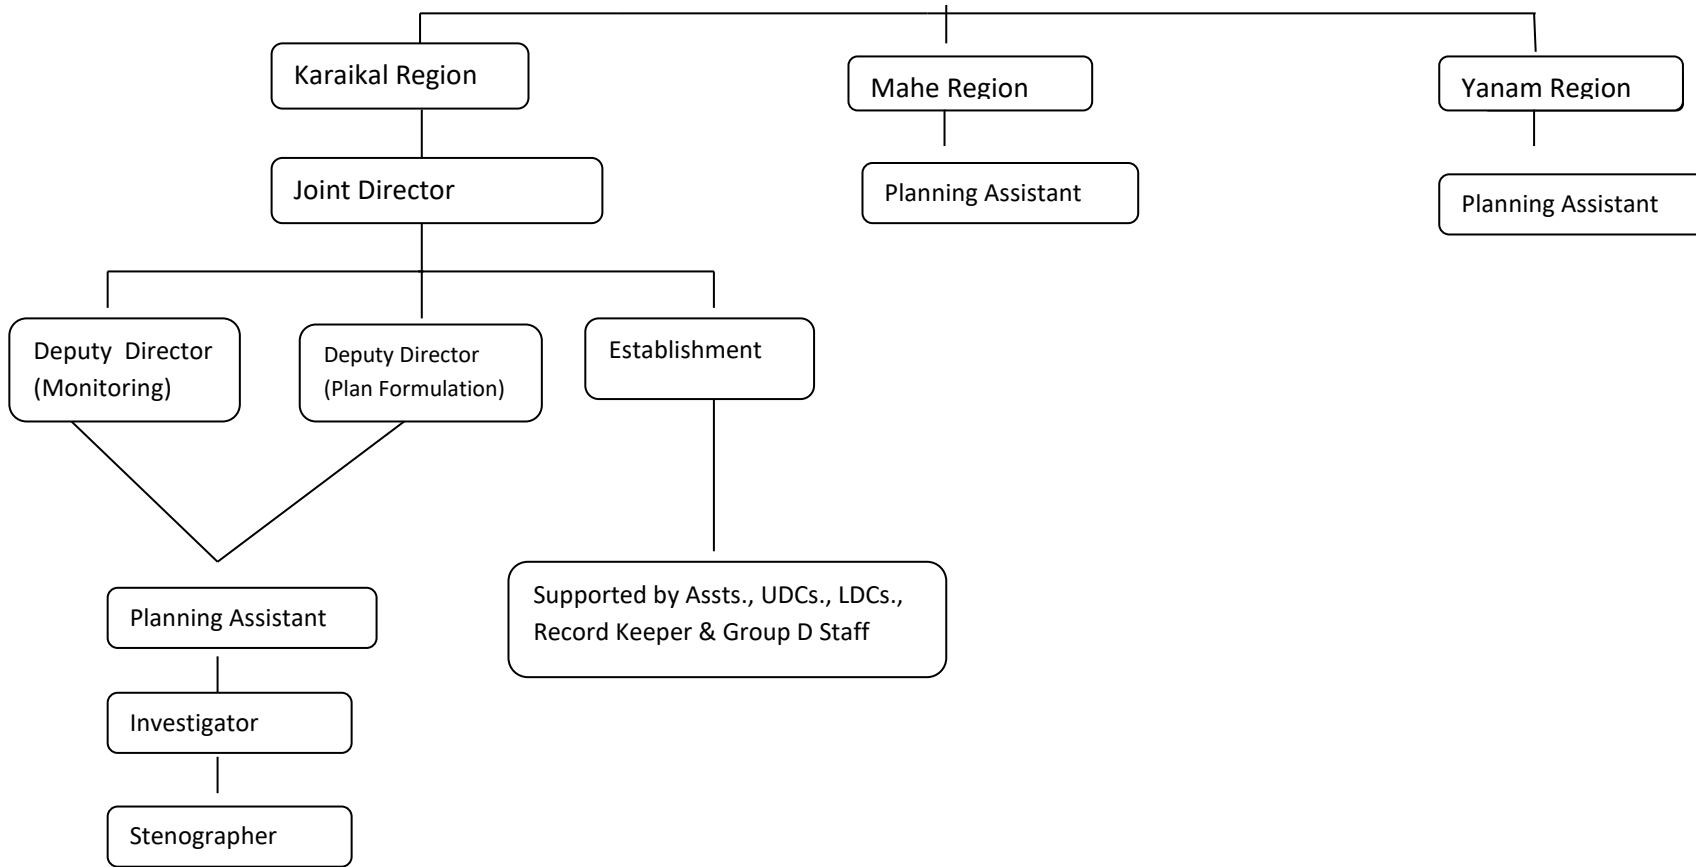 Karaikal Region
Mahe Region
Yanam Region
Joint Director
Planning Assistant
Planning Assistant
Deputy Director
(Monitoring)
Deputy Director
(Plan Formulation)
Establishment
Supported by Assts., UDCs., LDCs.,
Record Keeper & Group D Staff
Planning Assistant
Investigator
Stenographer